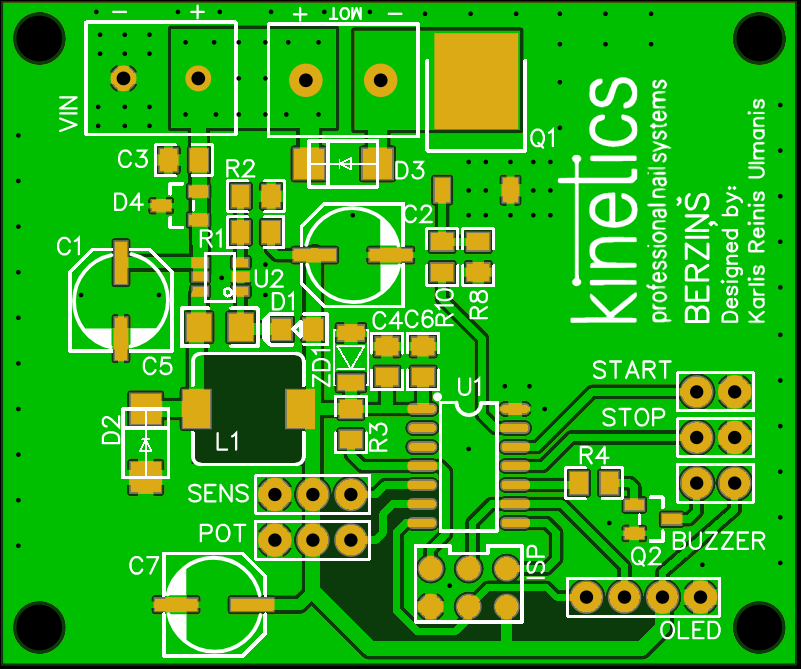 − + + MOT −
VIN
Q1
C3
R2
D3
D4
C2
C1
R1
U2
D1
R10
R8
C5
C4 C6
ZD1
U1
D2
L1
R3
kinetics
professional nail systems
BERZIŅŠ
Designed by:
Karlis Reinis Ulmanis
START
STOP
R4
SENS
POT
Q2
BUZZER
C7
ISP
OLED